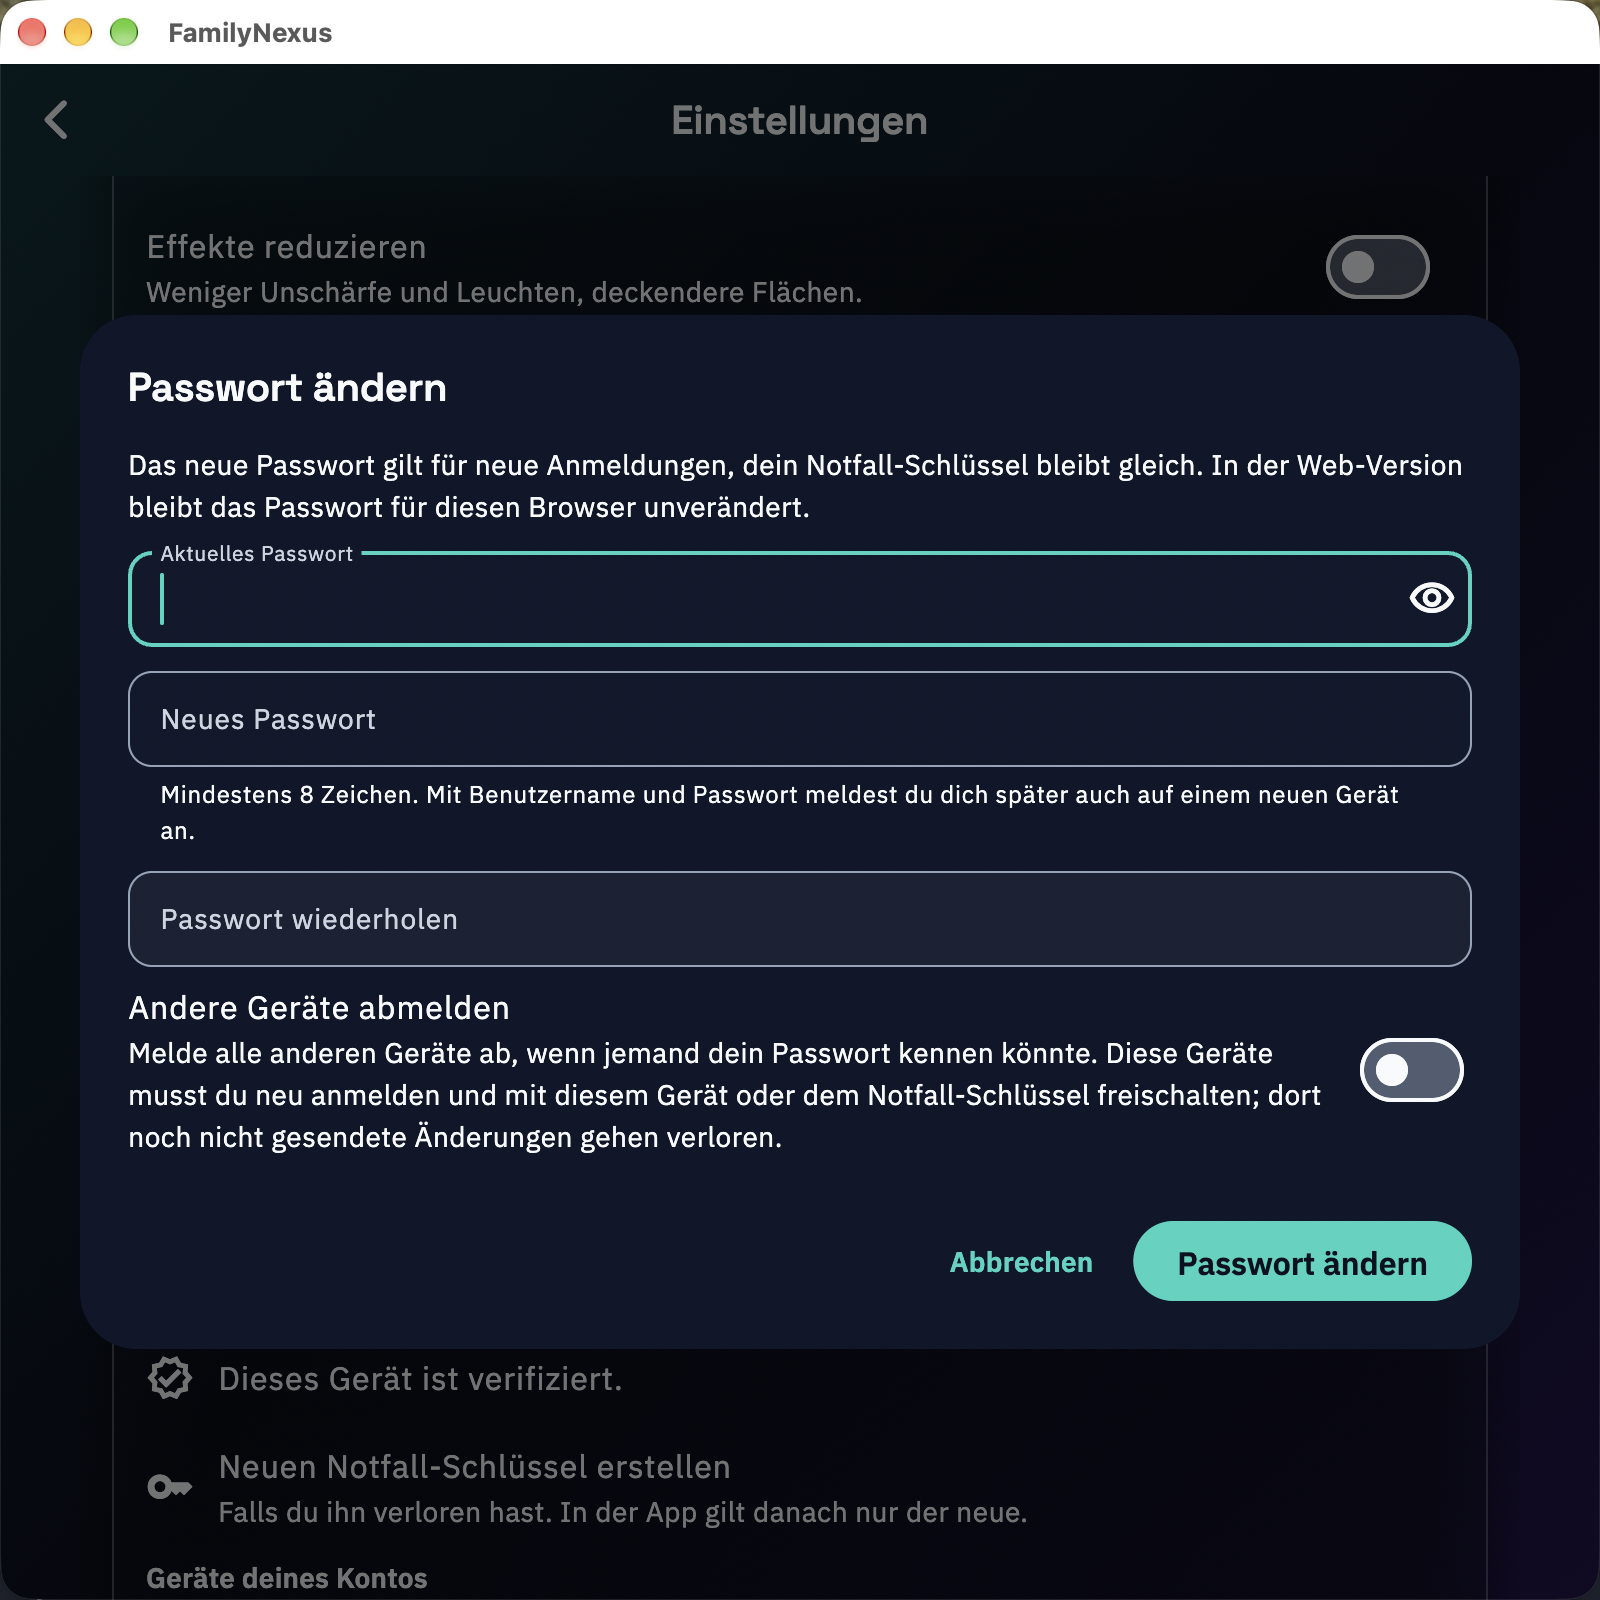 FamilyNexus
Einstellungen
Effekte reduzieren
Weniger Unschärfe und Leuchten, deckendere Flächen.
Passwort ändern
Das neue Passwort gilt für neue Anmeldungen, dein Notfall-Schlüssel bleibt gleich. In der Web-Version
bleibt das Passwort für diesen Browser unverändert.
Aktuelles Passwort
Neues Passwort
Mindestens 8 Zeichen. Mit Benutzername und Passwort meldest du dich später auch auf einem neuen Gerät
an.
Passwort wiederholen
Andere Geräte abmelden
Melde alle anderen Geräte ab, wenn jemand dein Passwort kennen könnte. Diese Geräte
musst du neu anmelden und mit diesem Gerät oder dem Notfall-Schlüssel freischalten; dort
noch nicht gesendete Änderungen gehen verloren.
Abbrechen
Passwort ändern
Dieses Gerät ist verifiziert.
Neuen Notfall-Schlüssel erstellen
Falls du ihn verloren hast. In der App gilt danach nur der neue.
Geräte deines Kontos